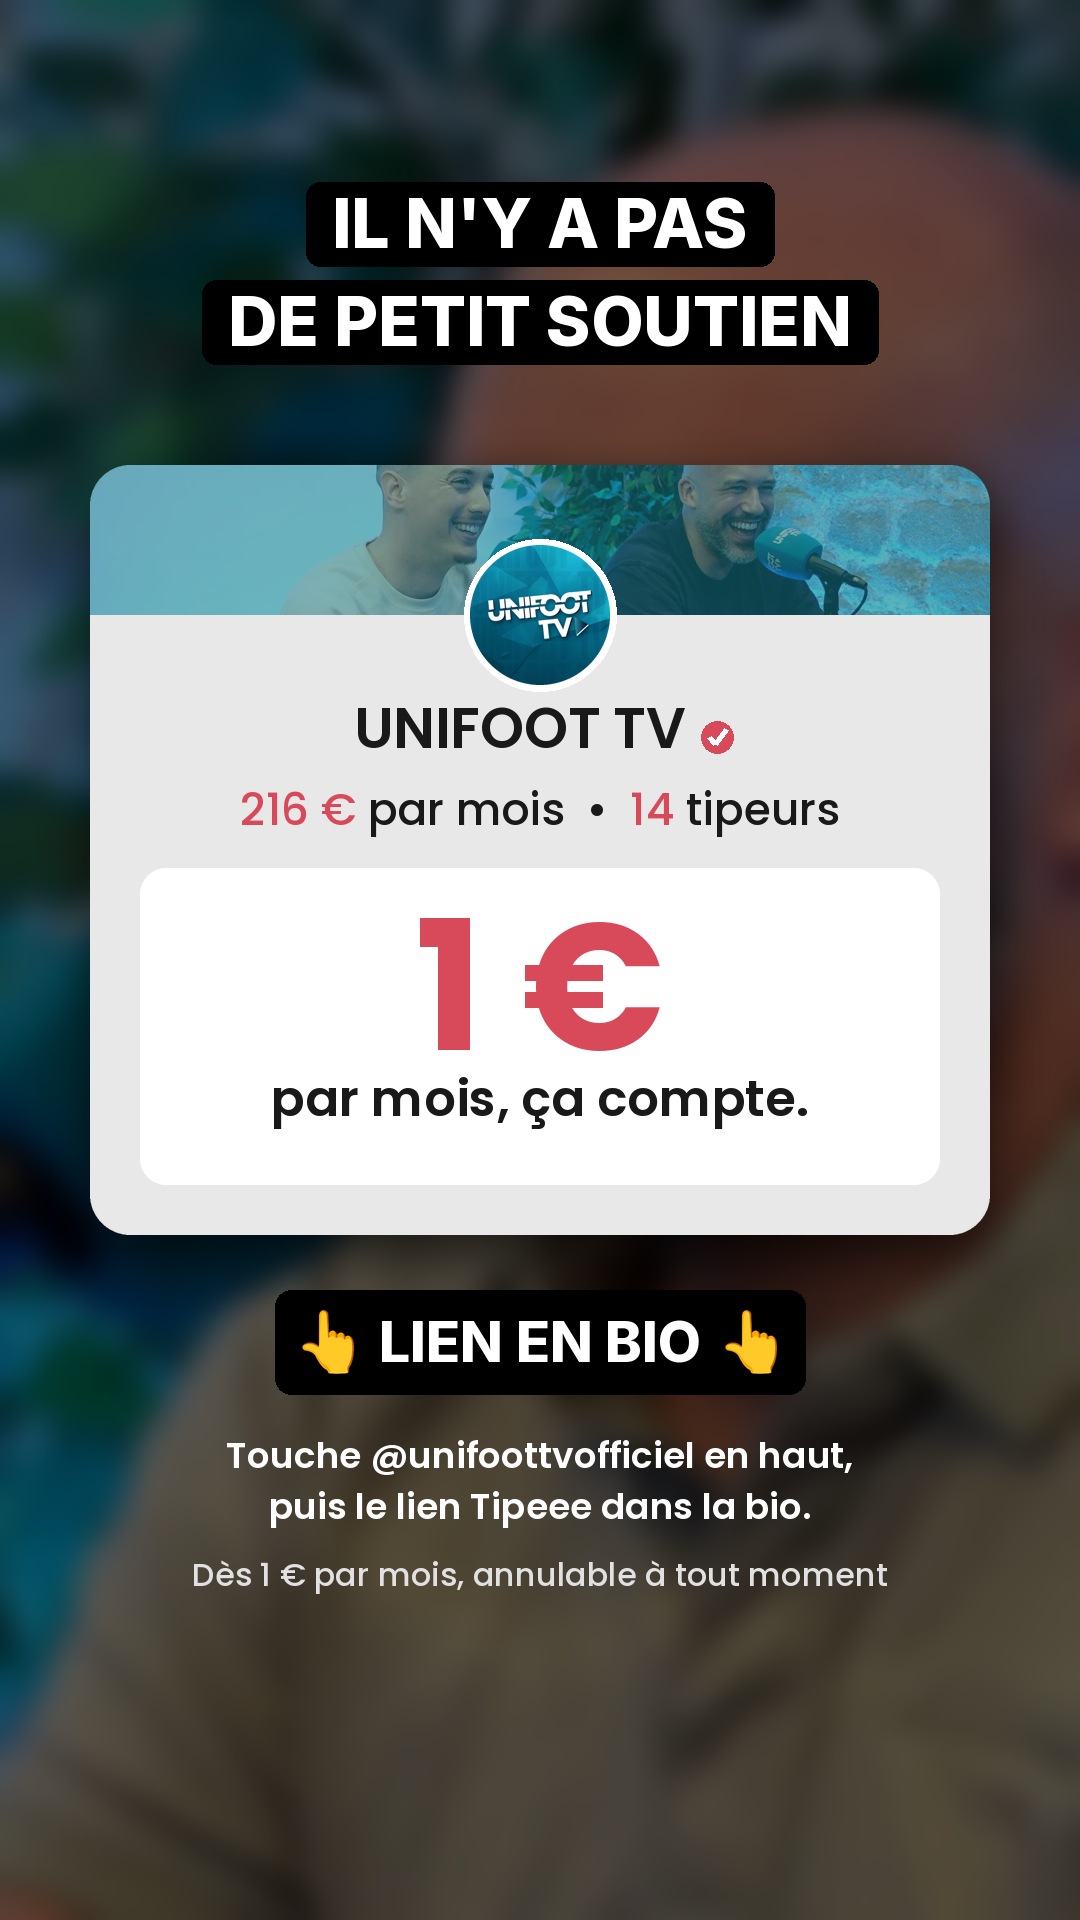 IL N'Y A PAS
DE PETIT SOUTIEN
UNIFOOT
TV
UNIFOOT TV
216 € par mois • 14 tipeurs
1 €
par mois, ça compte.
👆 LIEN EN BIO 👆
Touche @unifoottvofficiel en haut,
puis le lien Tipeee dans la bio.
Dès 1 € par mois, annulable à tout moment